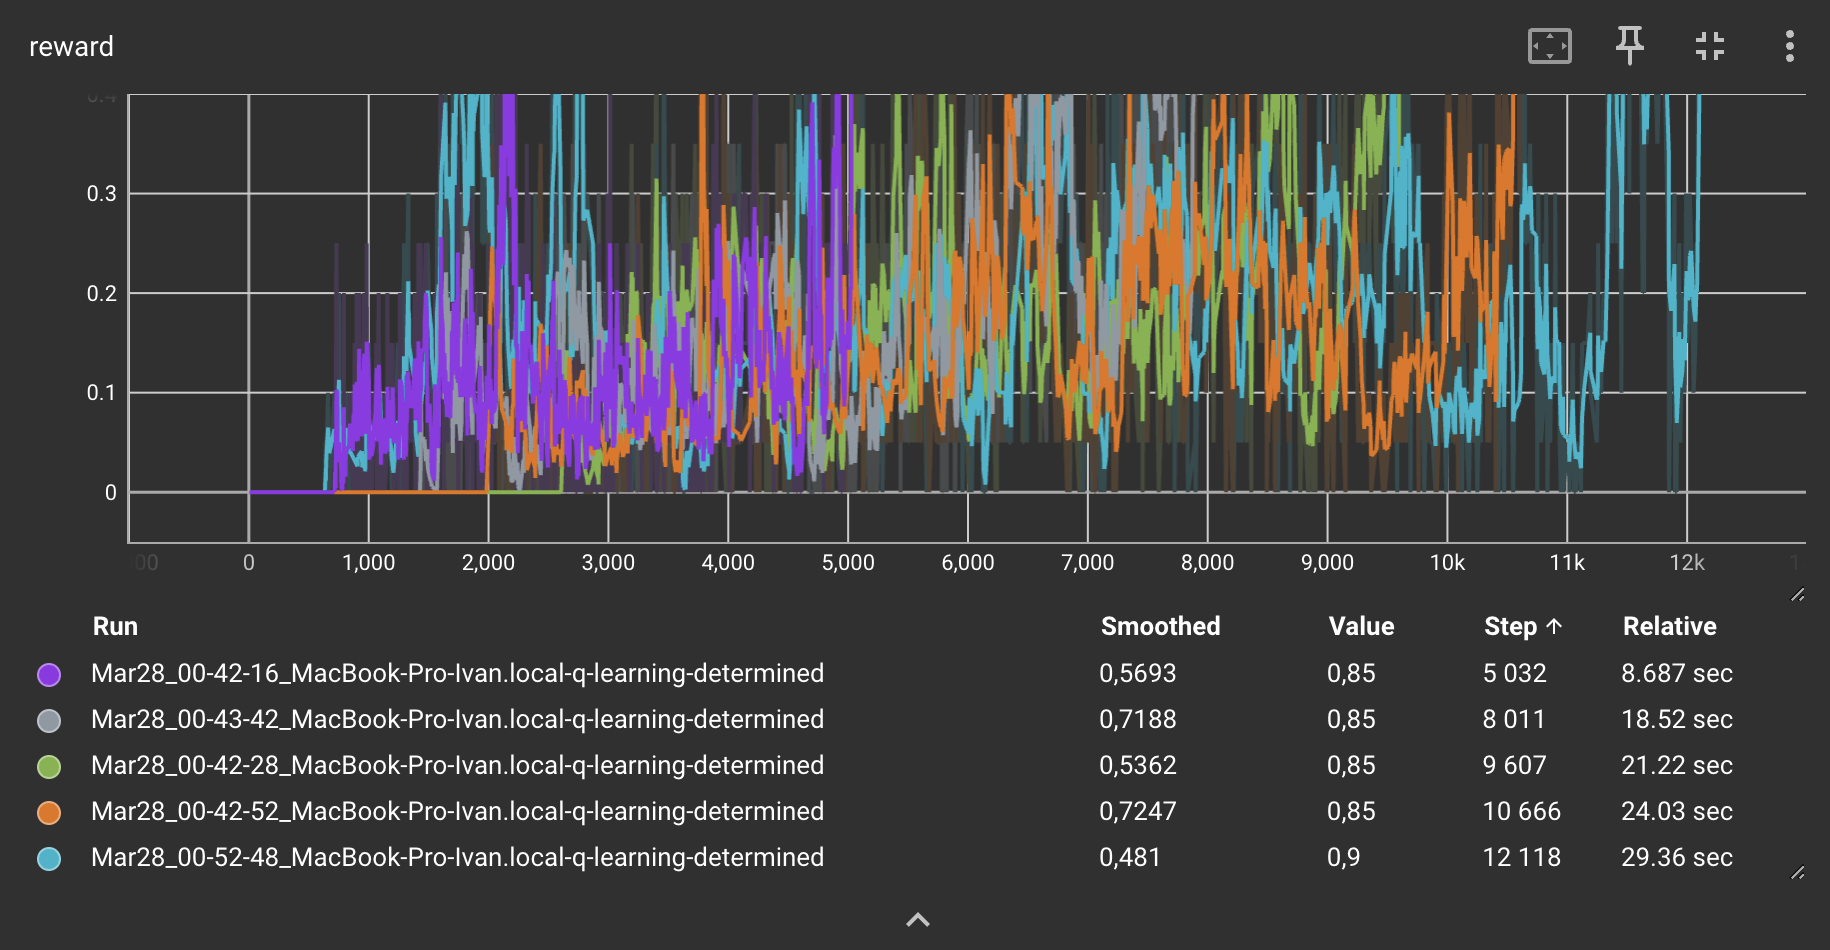 reward
0.4
0.3
0.2
0.1
0
0 1,000 2,000 3,000 4,000 5,000 6,000 7,000 8,000 9,000 10k 11k 12k
Run Smoothed Value Step ↑ Relative
Mar28_00-42-16_MacBook-Pro-Ivan.local-q-learning-determined 0,5693 0,85 5 032 8.687 sec
Mar28_00-43-42_MacBook-Pro-Ivan.local-q-learning-determined 0,7188 0,85 8 011 18.52 sec
Mar28_00-42-28_MacBook-Pro-Ivan.local-q-learning-determined 0,5362 0,85 9 607 21.22 sec
Mar28_00-42-52_MacBook-Pro-Ivan.local-q-learning-determined 0,7247 0,85 10 666 24.03 sec
Mar28_00-52-48_MacBook-Pro-Ivan.local-q-learning-determined 0,481 0,9 12 118 29.36 sec